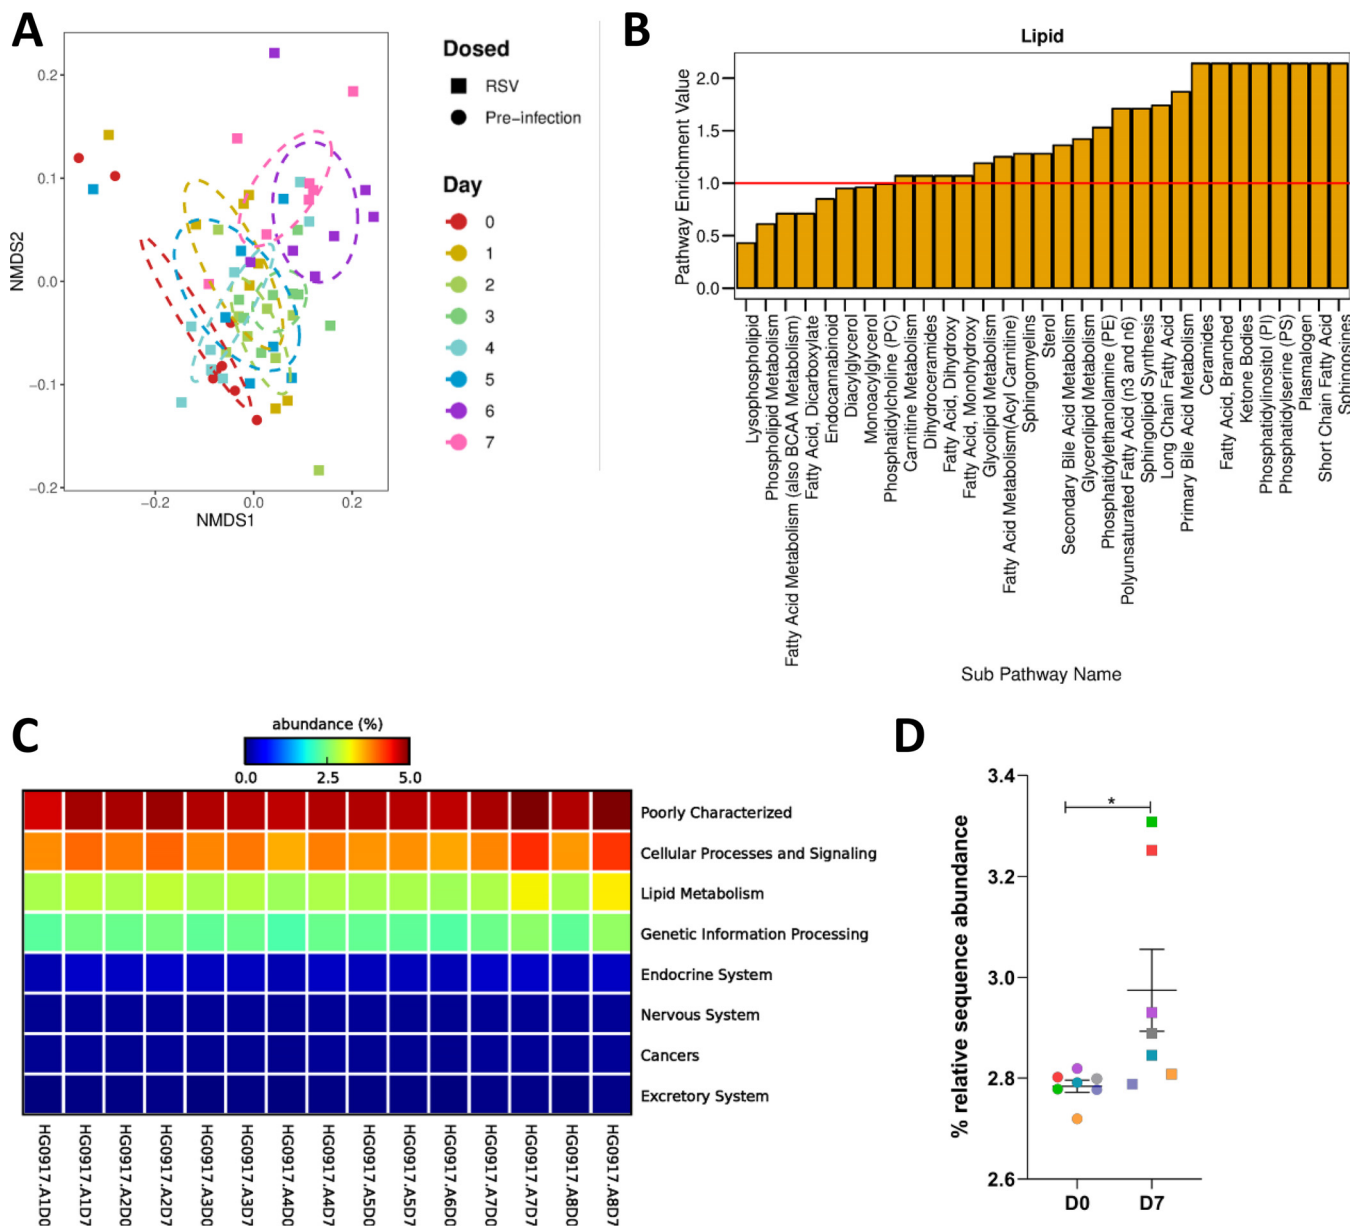 A
0.2
0.1
0.0
−0.1
−0.2
NMDS2
−0.2
0.0
0.2
NMDS1
Dosed
RSV
Pre−infection
Day
0
1
2
3
4
5
6
7
B
Lipid
Pathway Enrichment Value
2.0
1.5
1.0
0.5
0.0
Lysophospholipid
Phospholipid Metabolism
Fatty Acid Metabolism (also BCAA Metabolism)
Fatty Acid, Dicarboxylate
Endocannabinoid
Diacylglycerol
Monoacylglycerol
Phosphatidylcholine (PC)
Carnitine Metabolism
Dihydroceramides
Fatty Acid, Dihydroxy
Fatty Acid, Monohydroxy
Glycolipid Metabolism
Fatty Acid Metabolism(Acyl Carnitine)
Sphingomyelins
Sterol
Secondary Bile Acid Metabolism
Glycerolipid Metabolism
Phosphatidylethanolamine (PE)
Polyunsaturated Fatty Acid (n3 and n6)
Sphingolipid Synthesis
Long Chain Fatty Acid
Primary Bile Acid Metabolism
Ceramides
Fatty Acid, Branched
Ketone Bodies
Phosphatidylinositol (PI)
Phosphatidylserine (PS)
Plasmalogen
Short Chain Fatty Acid
Sphingosines
Sub Pathway Name
C
abundance (%)
0.0 2.5 5.0
Poorly Characterized
Cellular Processes and Signaling
Lipid Metabolism
Genetic Information Processing
Endocrine System
Nervous System
Cancers
Excretory System
HG0917.A1D0
HG0917.A1D7
HG0917.A2D0
HG0917.A2D7
HG0917.A3D0
HG0917.A3D7
HG0917.A4D0
HG0917.A4D7
HG0917.A5D0
HG0917.A5D7
HG0917.A6D0
HG0917.A7D0
HG0917.A7D7
HG0917.A8D0
HG0917.A8D7
D
% relative sequence abundance
3.4
3.2
3.0
2.8
2.6
*
D0 D7